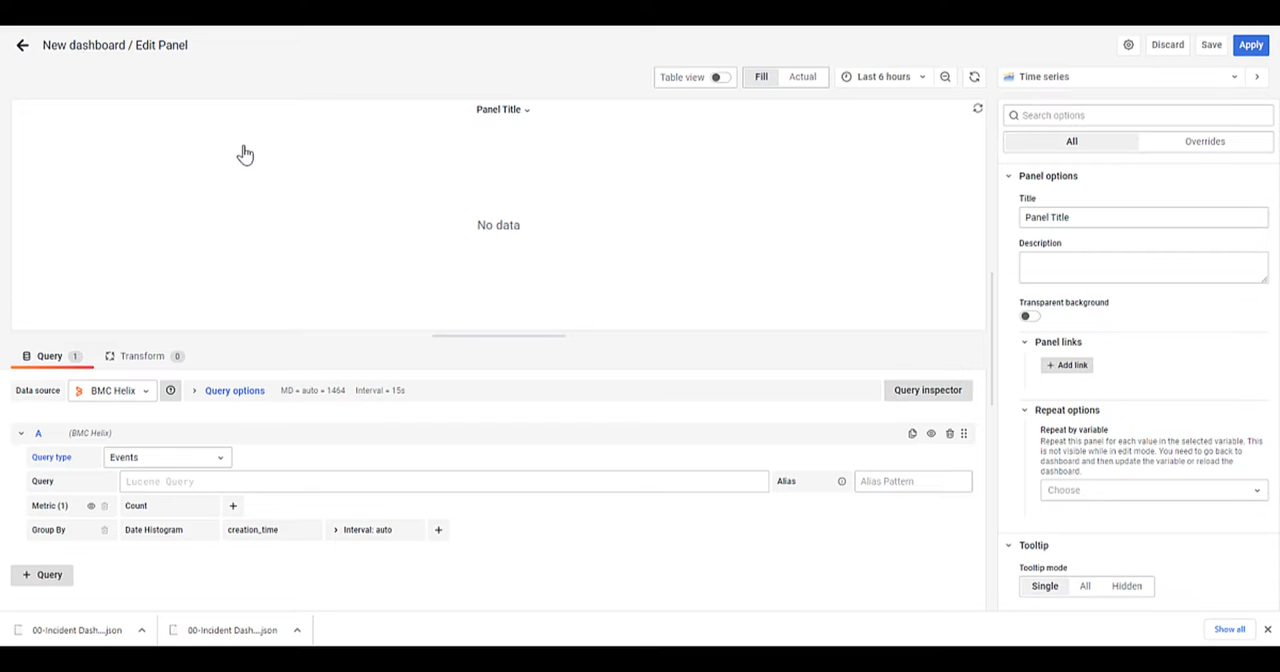 New dashboard / Edit Panel
Discard
Save
Apply
Table view
Fill
Actual
Last 6 hours
Time series
Panel Title
No data
Search options
All
Overrides
Panel options
Title
Panel Title
Description
Transparent background
Panel links
+ Add link
Repeat options
Repeat by variable
Repeat this panel for each value in the selected variable. This
is not visible while in edit mode. You need to go back to
dashboard and then update the variable or reload the
dashboard.
Choose
Tooltip
Tooltip mode
Single
All
Hidden
Query 1
Transform 0
Data source
BMC Helix
Query options
MD = auto = 1464
Interval = 15s
Query inspector
A
(BMC Helix)
Query type
Events
Query
Lucene Query
Alias
Alias Pattern
Metric (1)
Count
+
Group By
Date Histogram
creation_time
Interval: auto
+
+ Query
00-Incident Dash....json
00-Incident Dash....json
Show all